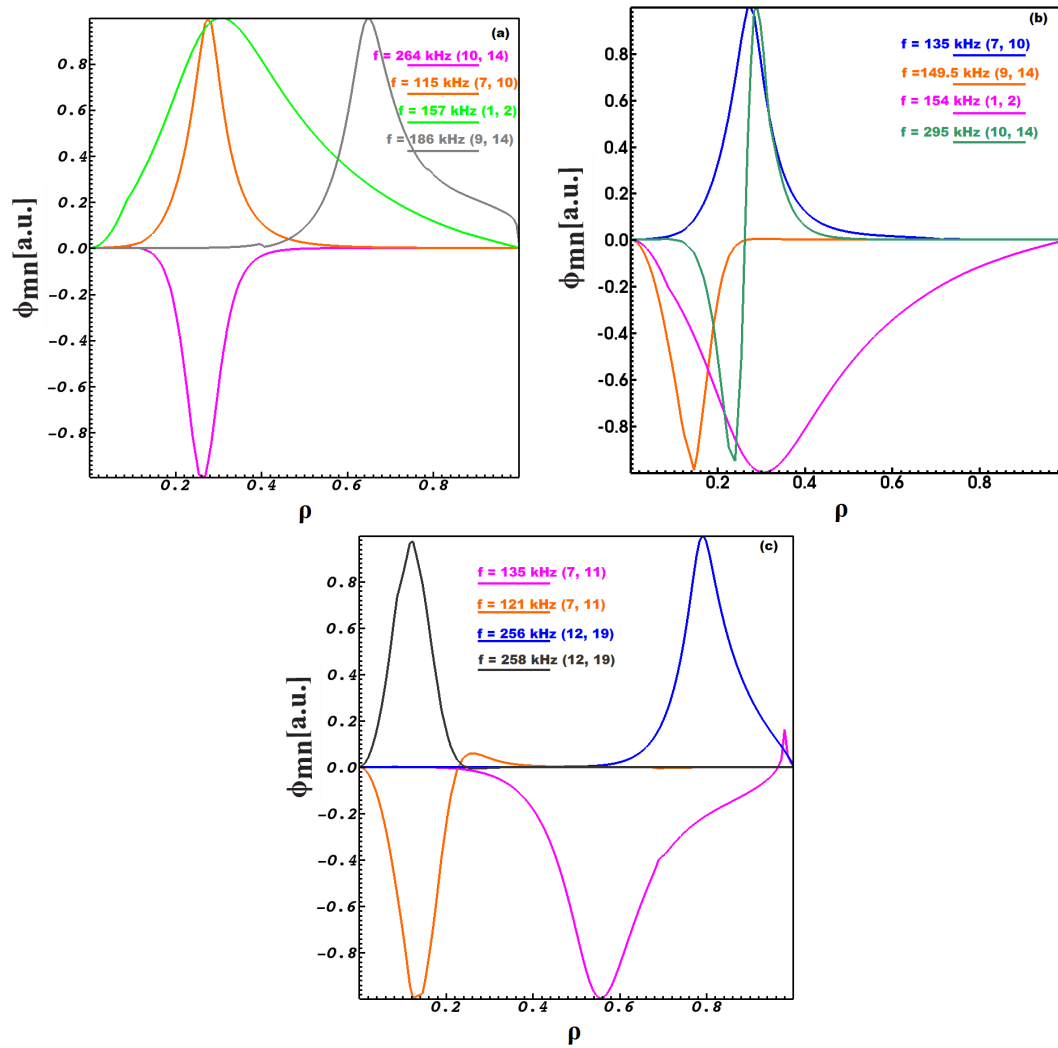 (a)
f = 264 kHz (10, 14)
f = 115 kHz (7, 10)
f = 157 kHz (1, 2)
f = 186 kHz (9, 14)
ϕmn[a.u.]
0.8
0.6
0.4
0.2
0.0
−0.2
−0.4
−0.6
−0.8
0.2 0.4 0.6 0.8
ρ
(b)
f = 135 kHz (7, 10)
f =149.5 kHz (9, 14)
f = 154 kHz (1, 2)
f = 295 kHz (10, 14)
ϕmn[a.u.]
0.8
0.6
0.4
0.2
0.0
-0.2
-0.4
-0.6
-0.8
0.2 0.4 0.6 0.8
ρ
(c)
f = 135 kHz (7, 11)
f = 121 kHz (7, 11)
f = 256 kHz (12, 19)
f = 258 kHz (12, 19)
ϕmn[a.u.]
0.8
0.6
0.4
0.2
0.0
−0.2
−0.4
−0.6
−0.8
0.2 0.4 0.6 0.8
ρ